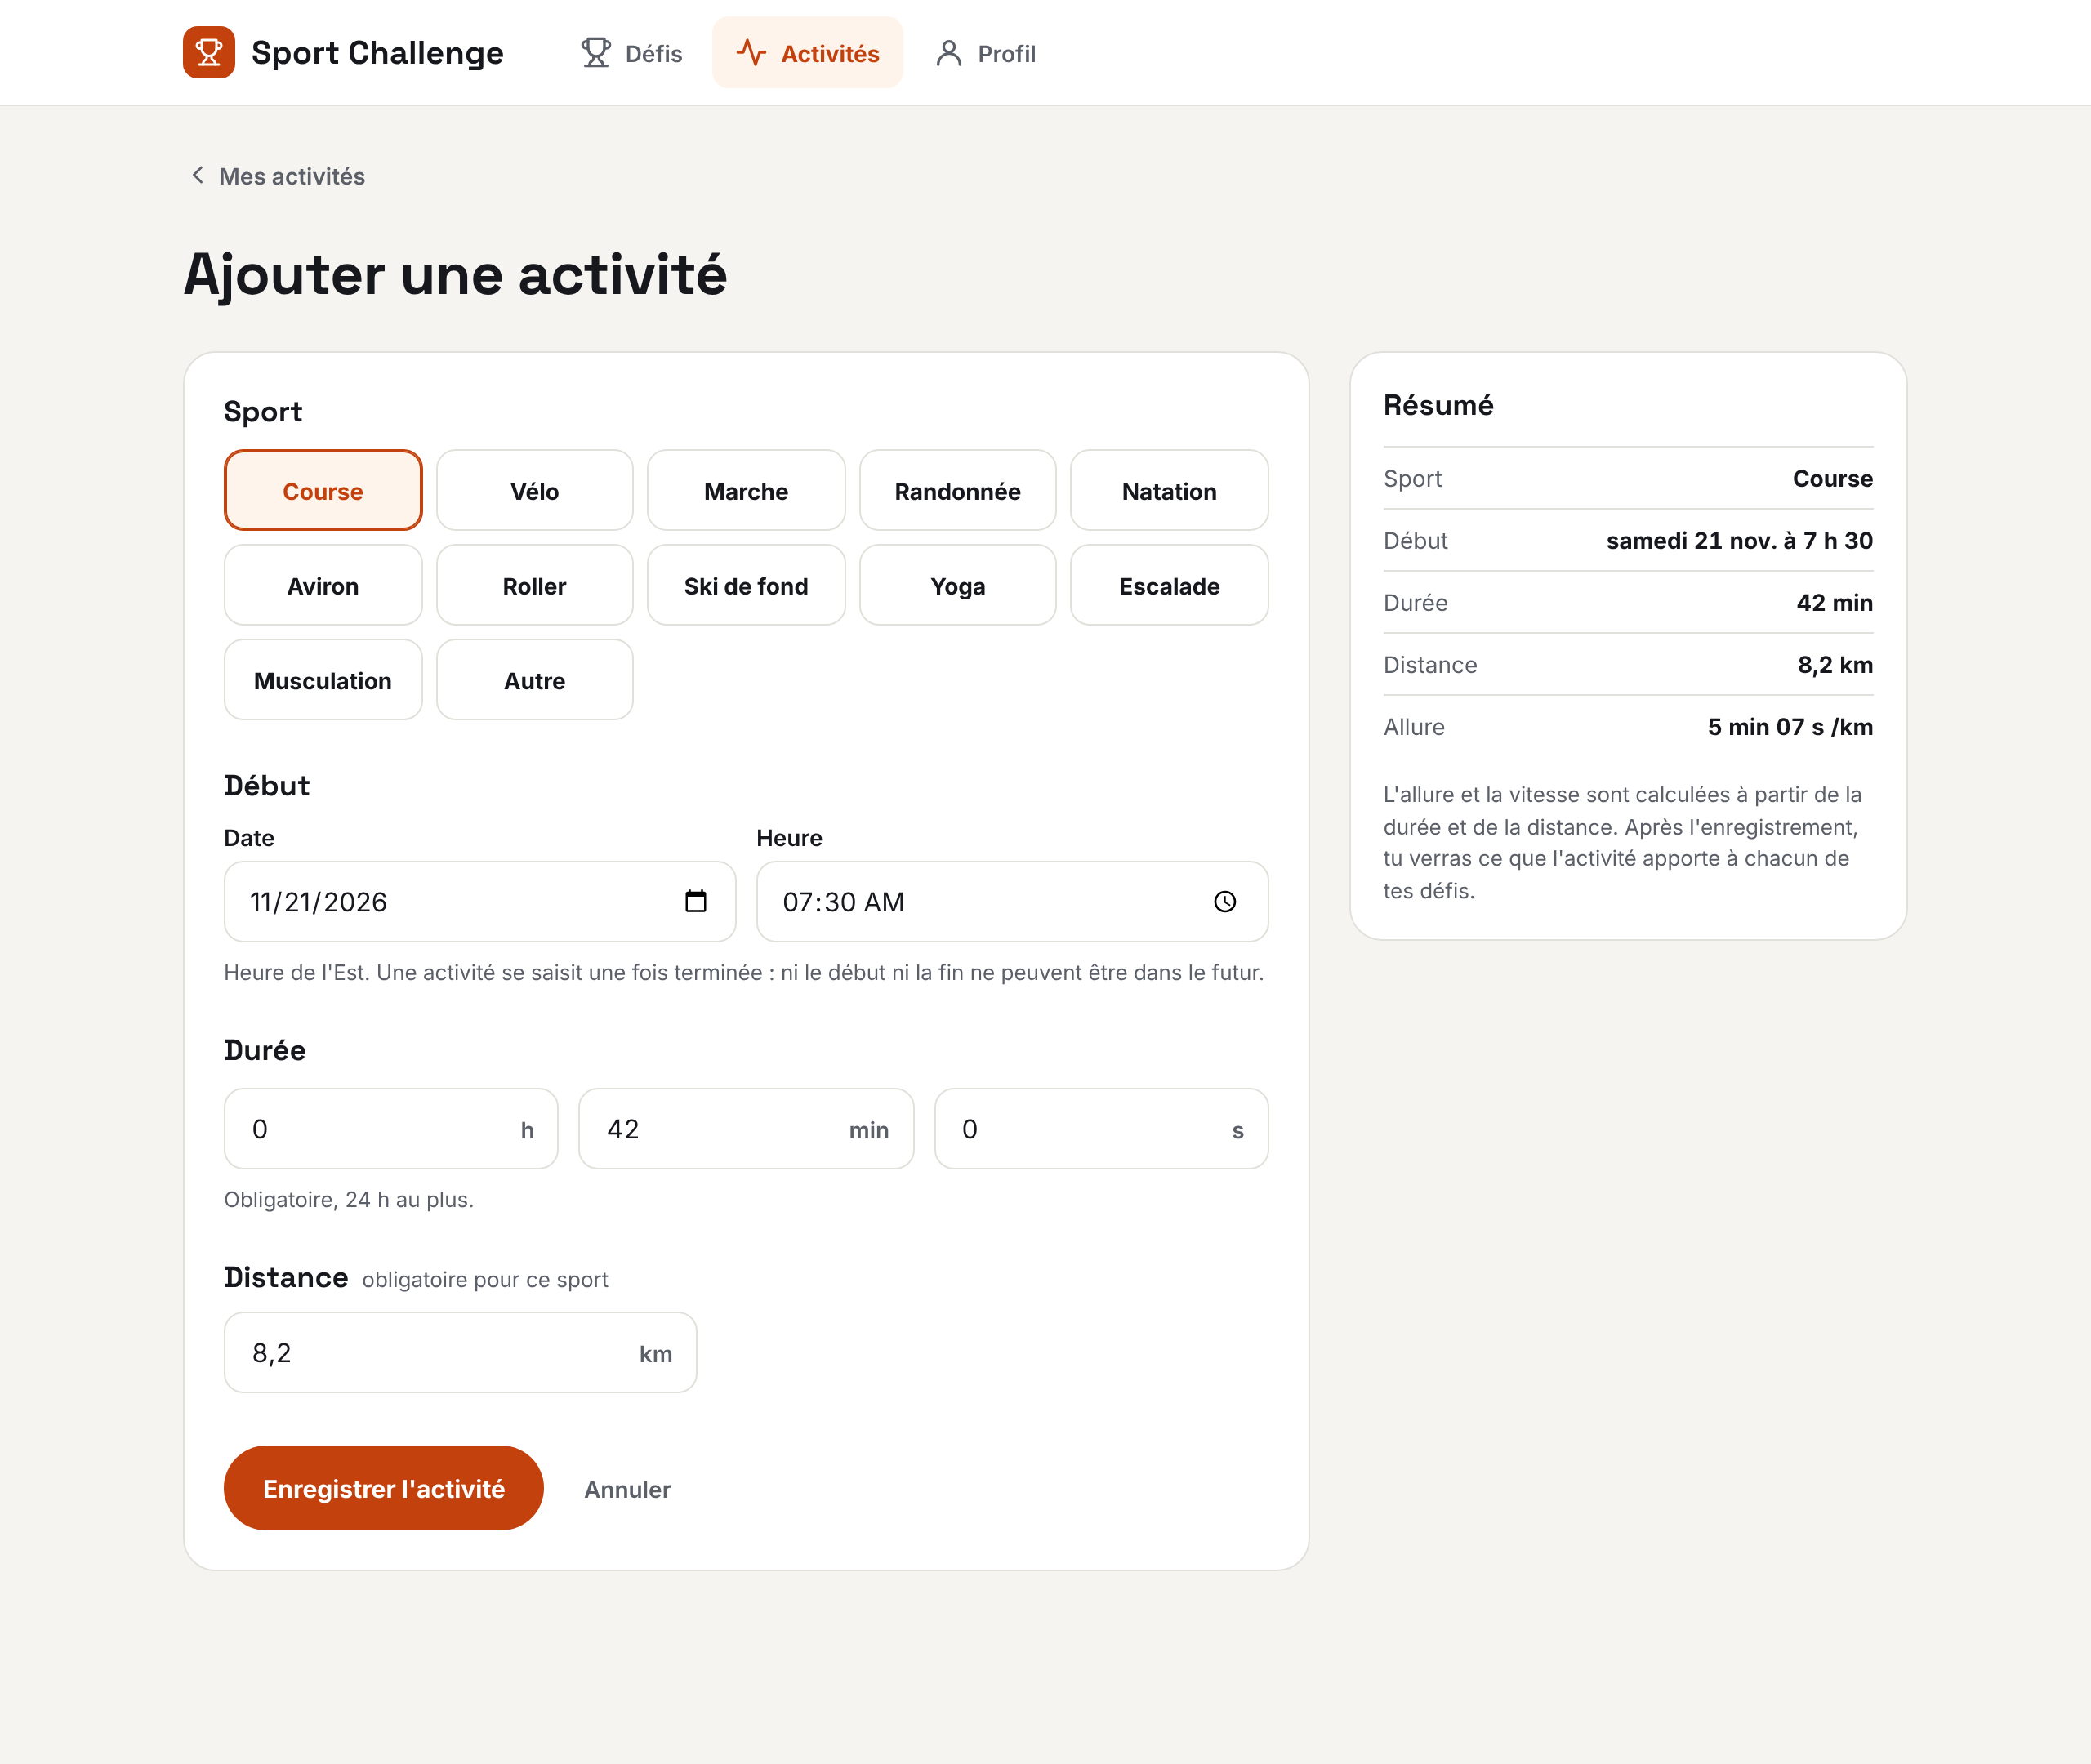 Sport Challenge
Défis
Activités
Profil
Mes activités
Ajouter une activité
Sport
Course
Vélo
Marche
Randonnée
Natation
Aviron
Roller
Ski de fond
Yoga
Escalade
Musculation
Autre
Début
Date
Heure
11/21/2026
07:30 AM
Heure de l'Est. Une activité se saisit une fois terminée : ni le début ni la fin ne peuvent être dans le futur.
Durée
0 h
42 min
0 s
Obligatoire, 24 h au plus.
Distance obligatoire pour ce sport
8,2 km
Enregistrer l'activité
Annuler
Résumé
Sport Course
Début samedi 21 nov. à 7 h 30
Durée 42 min
Distance 8,2 km
Allure 5 min 07 s /km
L'allure et la vitesse sont calculées à partir de la
durée et de la distance. Après l'enregistrement,
tu verras ce que l'activité apporte à chacun de
tes défis.